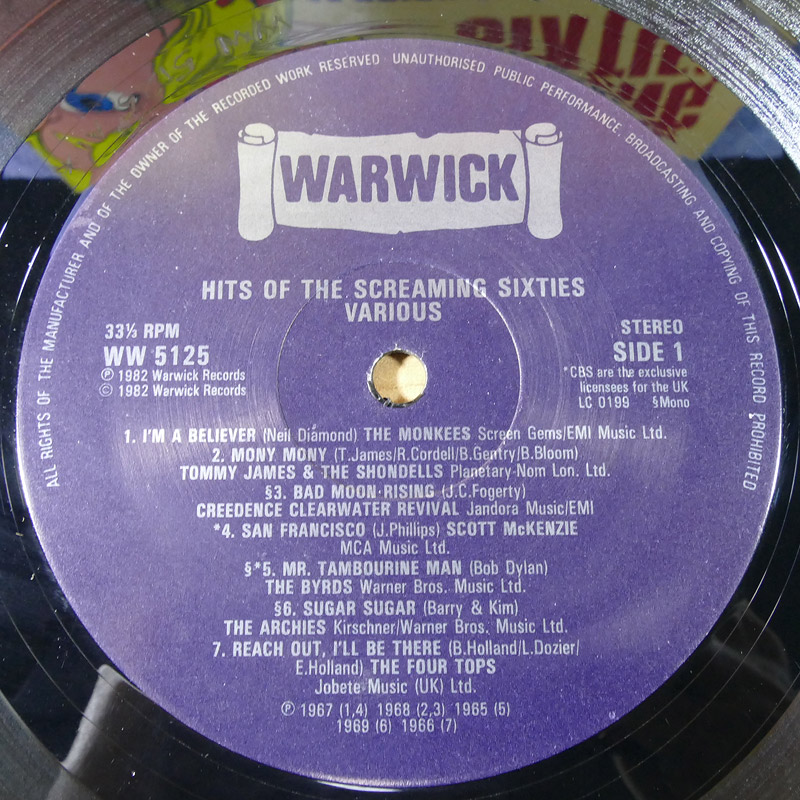 ALL RIGHTS OF THE MANUFACTURER AND OF THE OWNER OF THE RECORDED WORK RESERVED UNAUTHORISED PUBLIC PERFORMANCE, BROADCASTING AND COPYING OF THIS RECORD PROHIBITED
WARWICK
HITS OF THE SCREAMING SIXTIES
VARIOUS
33⅓ RPM
WW 5125
℗ 1982 Warwick Records
© 1982 Warwick Records
STEREO
SIDE 1
*CBS are the exclusive
licensees for the UK
LC 0199 §Mono
1. I'M A BELIEVER (Neil Diamond) THE MONKEES Screen Gems/EMI Music Ltd.
2. MONY MONY (T.James/R.Cordell/B.Gentry/B.Bloom)
TOMMY JAMES & THE SHONDELLS Planetary-Nom Lon. Ltd.
§3. BAD MOON RISING (J.C.Fogerty)
CREEDENCE CLEARWATER REVIVAL Jandora Music/EMI
*4. SAN FRANCISCO (J.Phillips) SCOTT McKENZIE
MCA Music Ltd.
§*5. MR. TAMBOURINE MAN (Bob Dylan)
THE BYRDS Warner Bros. Music Ltd.
§6. SUGAR SUGAR (Barry & Kim)
THE ARCHIES Kirschner/Warner Bros. Music Ltd.
7. REACH OUT, I'LL BE THERE (B.Holland/L.Dozier/
E.Holland) THE FOUR TOPS
Jobete Music (UK) Ltd.
℗ 1967 (1,4) 1968 (2,3) 1965 (5)
1969 (6) 1966 (7)